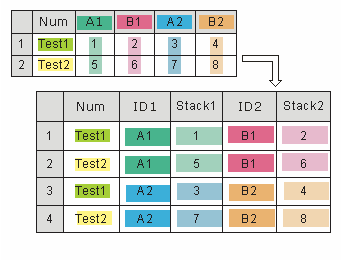 Num A1 B1 A2 B2
1 Test1 1 2 3 4
2 Test2 5 6 7 8
Num ID1 Stack1 ID2 Stack2
1 Test1 A1 1 B1 2
2 Test2 A1 5 B1 6
3 Test1 A2 3 B2 4
4 Test2 A2 7 B2 8